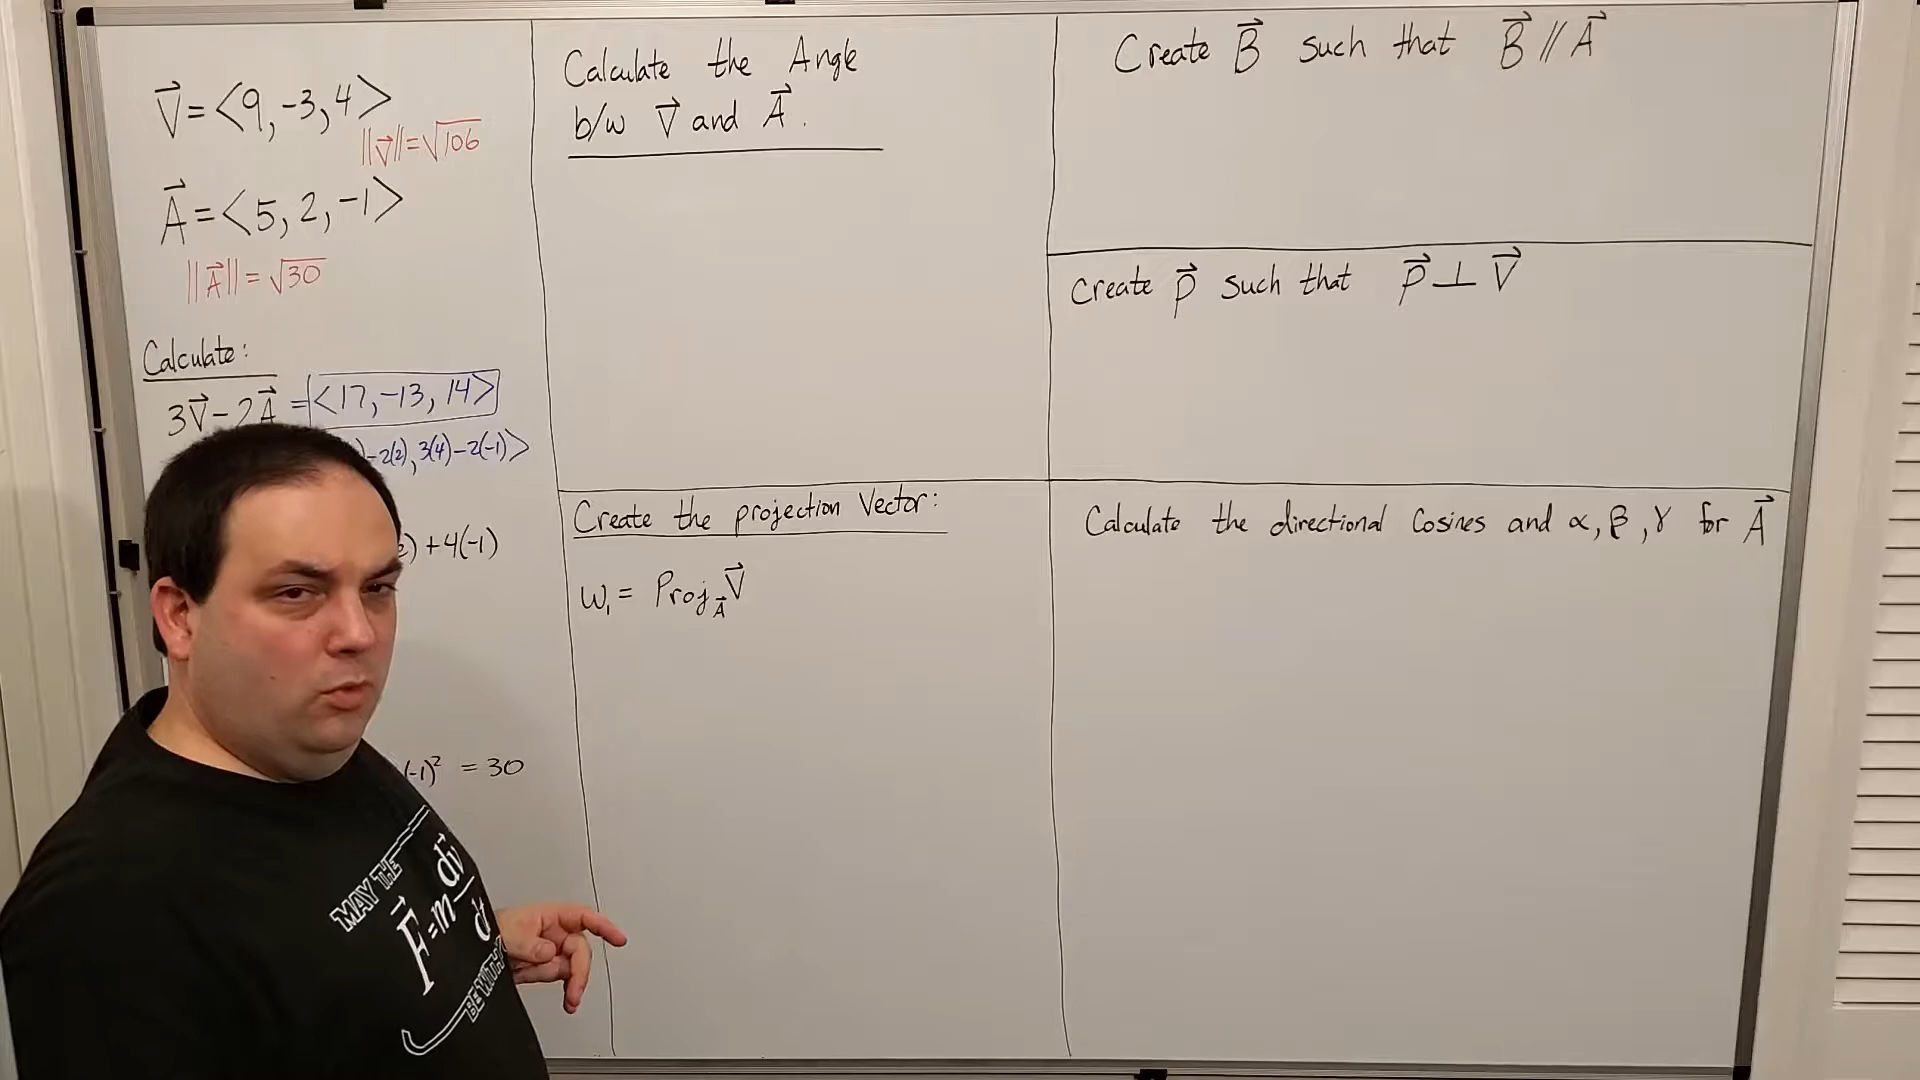 V⃗ = <9, -3, 4>
||V⃗|| = √106
A⃗ = <5, 2, -1>
||A⃗|| = √30
Calculate:
3V⃗ - 2A⃗ = <17, -13, 14>
) - 2(2), 3(4) - 2(-1)>
) + 4(-1)
(-1)² = 30
Calculate the Angle
b/w V⃗ and A⃗.
Create the projection Vector:
W₁ = Proj_A⃗ V⃗
Create B⃗ such that B⃗ // A⃗
Create P⃗ such that P⃗ ⊥ V⃗
Calculate the directional Cosines and α, β, γ for A⃗
MAY THE
F⃗ = m dv⃗/dt
BE WITH